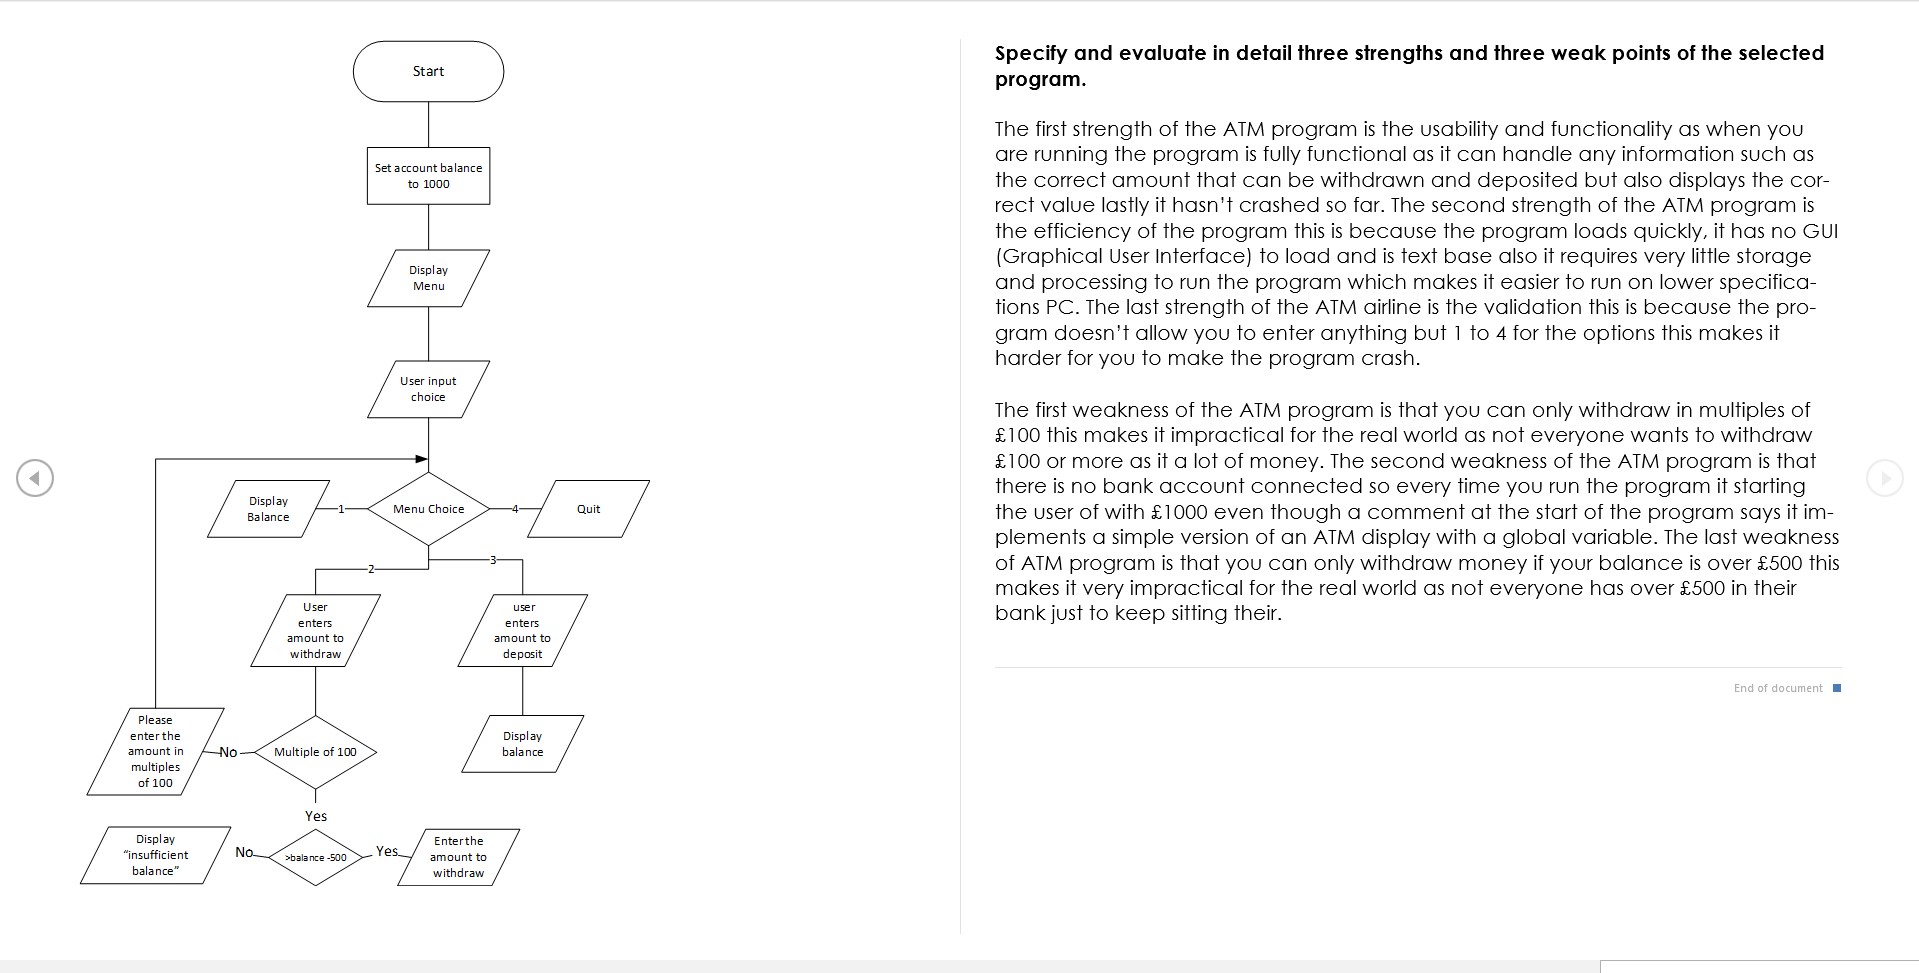 Start
Set account balance
to 1000
Display
Menu
User input
choice
Display
Balance
1
Menu Choice
4
Quit
2
3
User
enters
amount to
withdraw
user
enters
amount to
deposit
Please
enter the
amount in
multiples
of 100
No
Multiple of 100
Display
balance
Yes
Display
"insufficient
balance"
No
>balance -500
Yes
Enter the
amount to
withdraw
Specify and evaluate in detail three strengths and three weak points of the selected
program.
The first strength of the ATM program is the usability and functionality as when you
are running the program is fully functional as it can handle any information such as
the correct amount that can be withdrawn and deposited but also displays the cor-
rect value lastly it hasn't crashed so far. The second strength of the ATM program is
the efficiency of the program this is because the program loads quickly, it has no GUI
(Graphical User Interface) to load and is text base also it requires very little storage
and processing to run the program which makes it easier to run on lower specifica-
tions PC. The last strength of the ATM airline is the validation this is because the pro-
gram doesn't allow you to enter anything but 1 to 4 for the options this makes it
harder for you to make the program crash.
The first weakness of the ATM program is that you can only withdraw in multiples of
£100 this makes it impractical for the real world as not everyone wants to withdraw
£100 or more as it a lot of money. The second weakness of the ATM program is that
there is no bank account connected so every time you run the program it starting
the user of with £1000 even though a comment at the start of the program says it im-
plements a simple version of an ATM display with a global variable. The last weakness
of ATM program is that you can only withdraw money if your balance is over £500 this
makes it very impractical for the real world as not everyone has over £500 in their
bank just to keep sitting their.
End of document